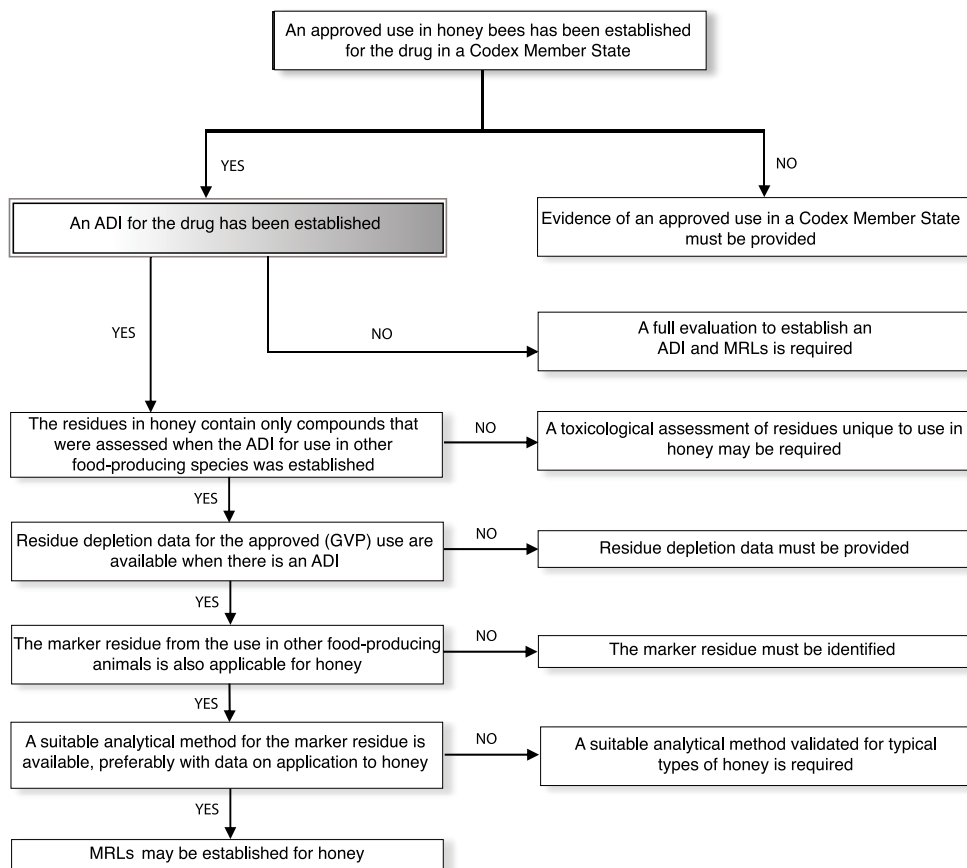 An approved use in honey bees has been established
for the drug in a Codex Member State
YES
NO
An ADI for the drug has been established
Evidence of an approved use in a Codex Member State
must be provided
YES
NO
A full evaluation to establish an
ADI and MRLs is required
The residues in honey contain only compounds that
were assessed when the ADI for use in other
food-producing species was established
NO
A toxicological assessment of residues unique to use in
honey may be required
YES
Residue depletion data for the approved (GVP) use are
available when there is an ADI
NO
Residue depletion data must be provided
YES
The marker residue from the use in other food-producing
animals is also applicable for honey
NO
The marker residue must be identified
YES
A suitable analytical method for the marker residue is
available, preferably with data on application to honey
NO
A suitable analytical method validated for typical
types of honey is required
YES
MRLs may be established for honey